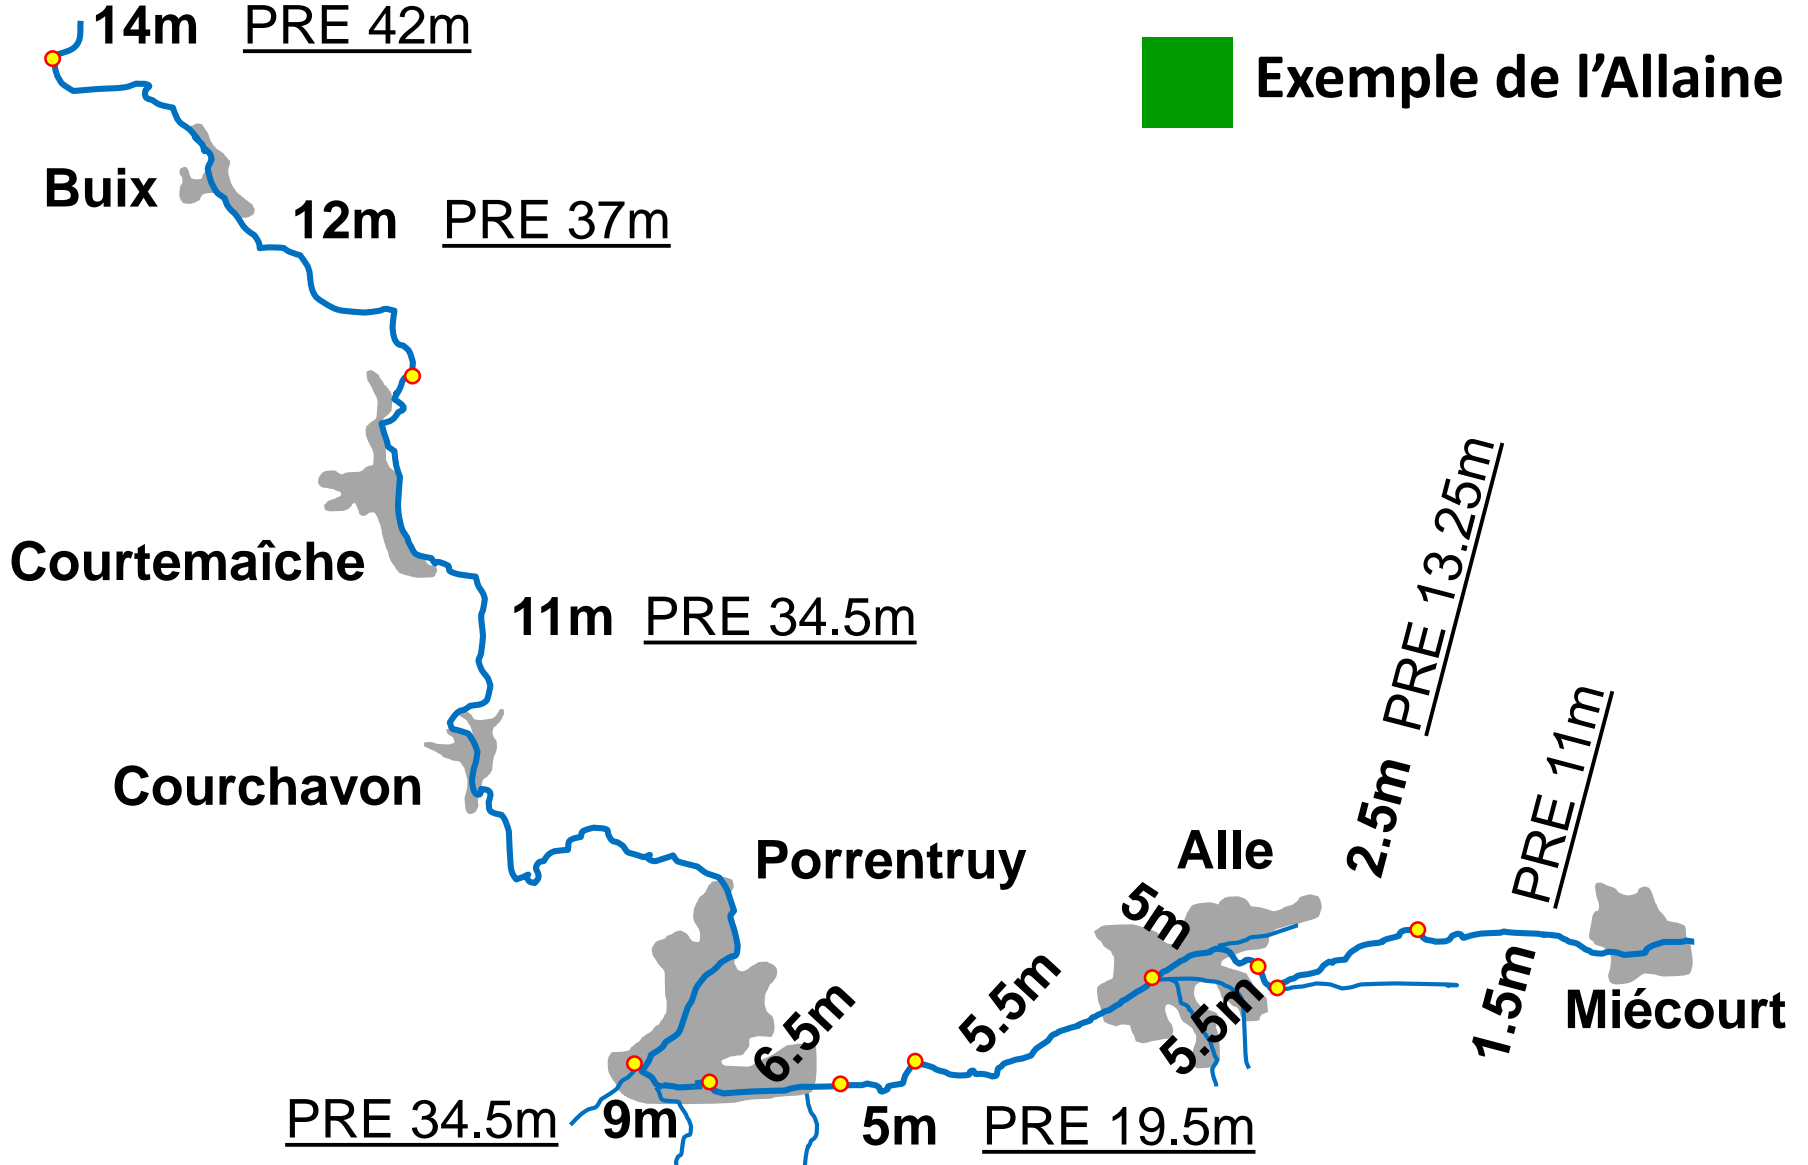 14m PRE 42m
Exemple de l’Allaine
Buix
12m PRE 37m
Courtemaîche
11m PRE 34.5m
Courchavon
Porrentruy
Alle
2.5m PRE 13.25m
1.5m PRE 11m
Miécourt
5m
5.5m
5.5m
6.5m
PRE 34.5m 9m
5m PRE 19.5m